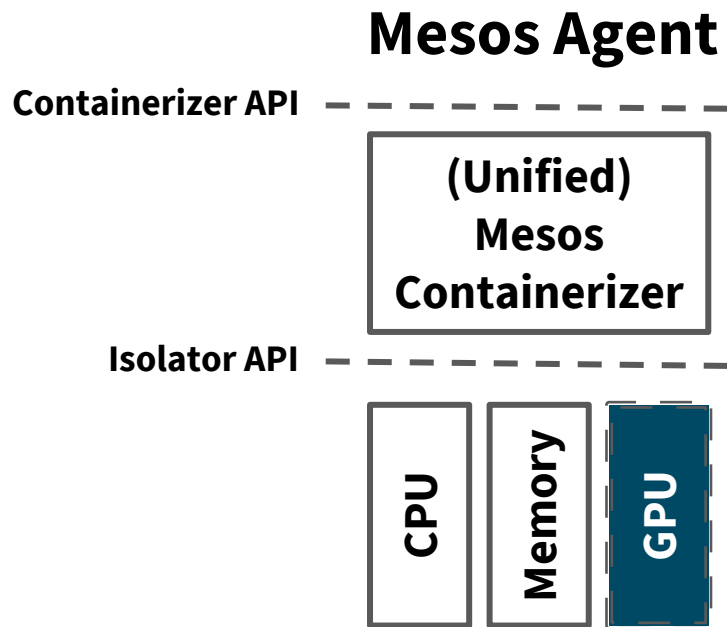 Mesos Agent
Containerizer API
(Unified)
Mesos
Containerizer
Isolator API
CPU
Memory
GPU